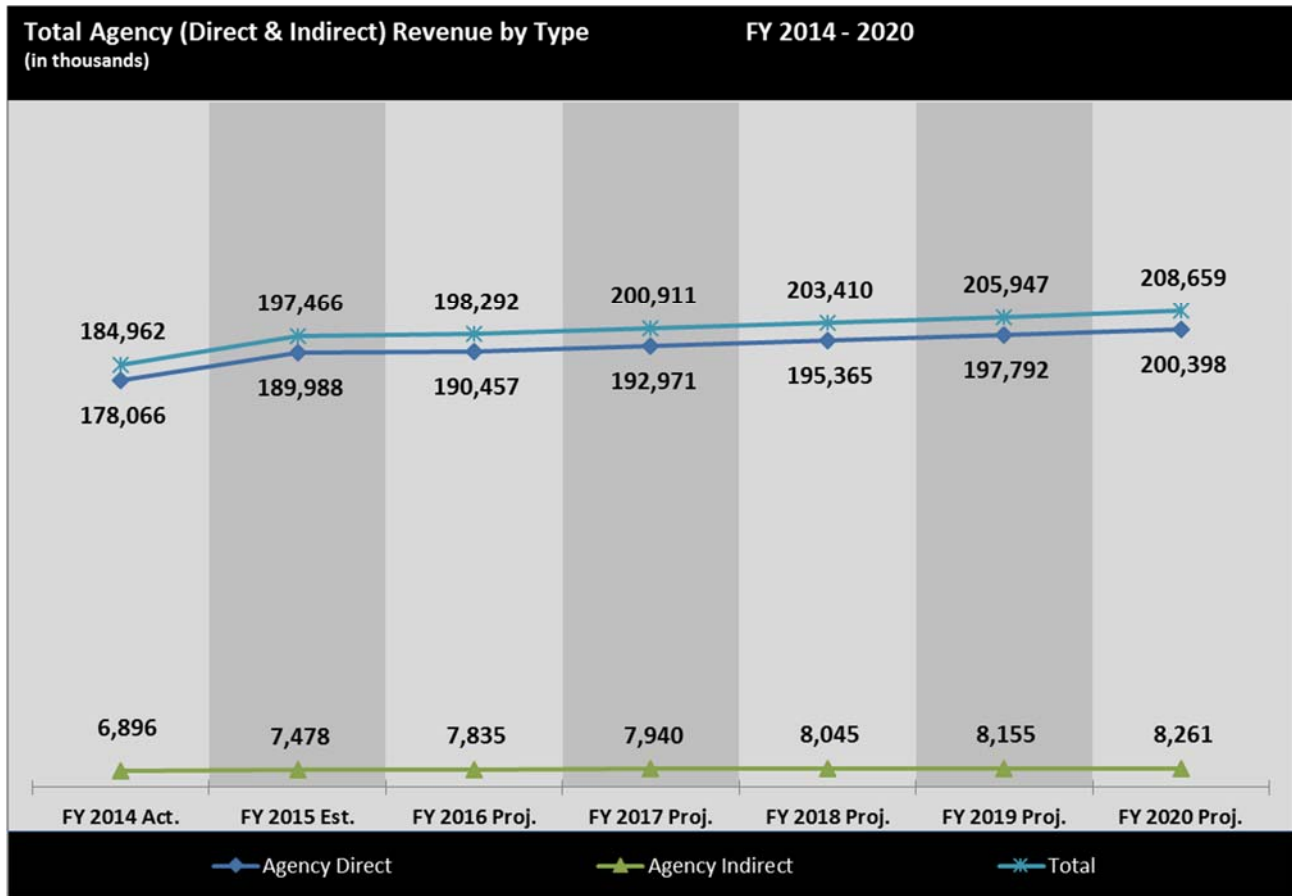 Total Agency (Direct & Indirect) Revenue by Type FY 2014 - 2020
(in thousands)
184,962 197,466 198,292 200,911 203,410 205,947 208,659
178,066 189,988 190,457 192,971 195,365 197,792 200,398
6,896 7,478 7,835 7,940 8,045 8,155 8,261
FY 2014 Act. FY 2015 Est. FY 2016 Proj. FY 2017 Proj. FY 2018 Proj. FY 2019 Proj. FY 2020 Proj.
Agency Direct Agency Indirect Total